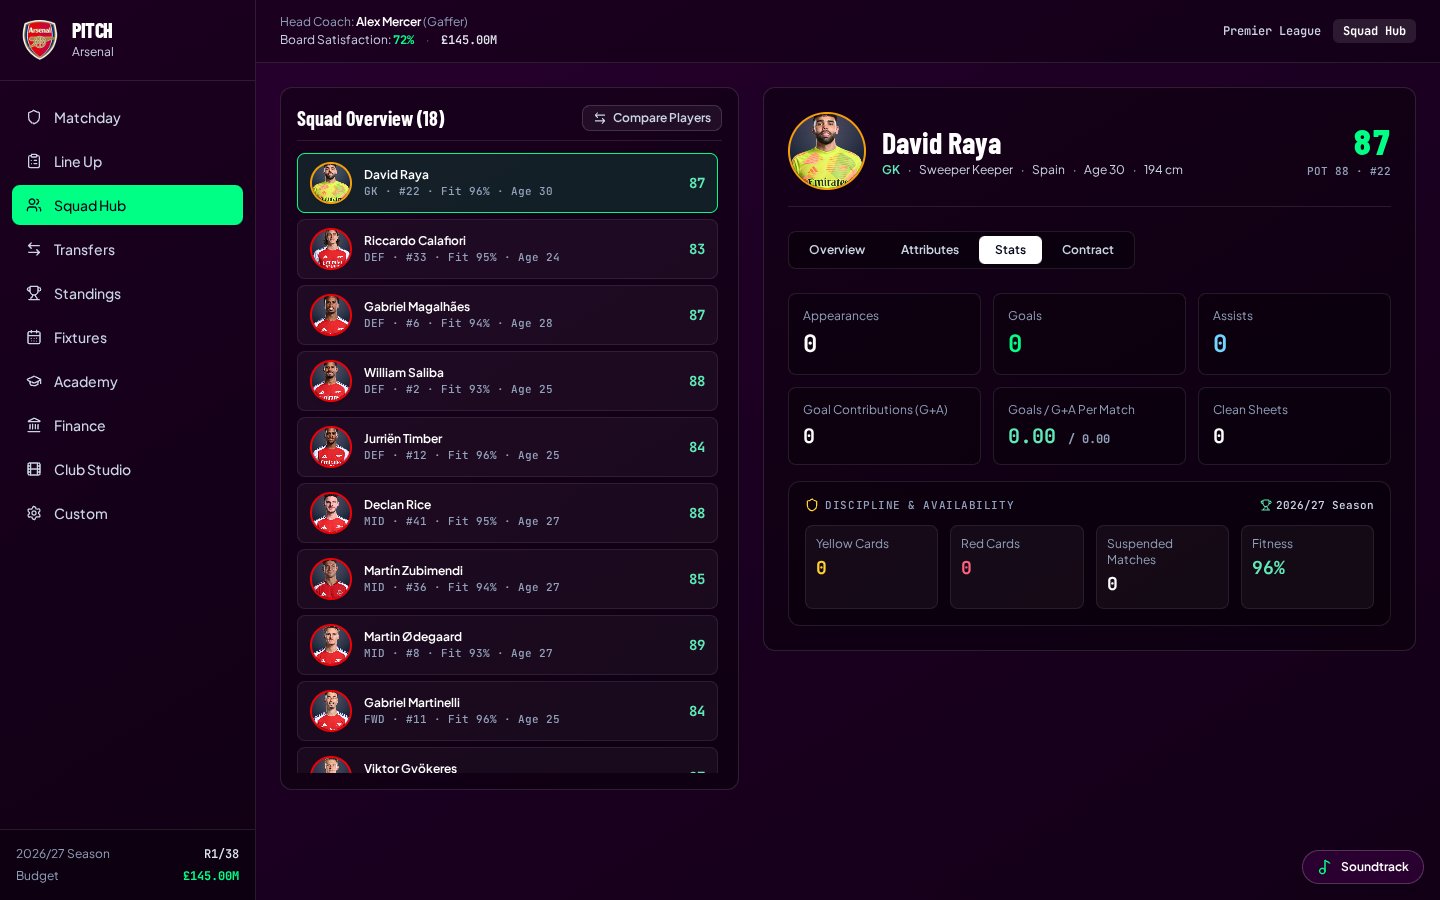 Arsenal
PITCH
Arsenal
Head Coach: Alex Mercer (Gaffer)
Board Satisfaction: 72% · £145.00M
Premier League
Squad Hub
Matchday
Line Up
Squad Hub
Transfers
Standings
Fixtures
Academy
Finance
Club Studio
Custom
2026/27 Season R1/38
Budget £145.00M
Squad Overview (18)
Compare Players
David Raya
GK · #22 · Fit 96% · Age 30
87
Riccardo Calafiori
DEF · #33 · Fit 95% · Age 24
83
Gabriel Magalhães
DEF · #6 · Fit 94% · Age 28
87
William Saliba
DEF · #2 · Fit 93% · Age 25
88
Jurriën Timber
DEF · #12 · Fit 96% · Age 25
84
Declan Rice
MID · #41 · Fit 95% · Age 27
88
Martín Zubimendi
MID · #36 · Fit 94% · Age 27
85
Martin Ødegaard
MID · #8 · Fit 93% · Age 27
89
Gabriel Martinelli
FWD · #11 · Fit 96% · Age 25
84
Viktor Gyökeres
Emirates
David Raya
GK · Sweeper Keeper · Spain · Age 30 · 194 cm
87
POT 88 · #22
Overview
Attributes
Stats
Contract
Appearances
0
Goals
0
Assists
0
Goal Contributions (G+A)
0
Goals / G+A Per Match
0.00 / 0.00
Clean Sheets
0
DISCIPLINE & AVAILABILITY
2026/27 Season
Yellow Cards
0
Red Cards
0
Suspended
Matches
0
Fitness
96%
Soundtrack